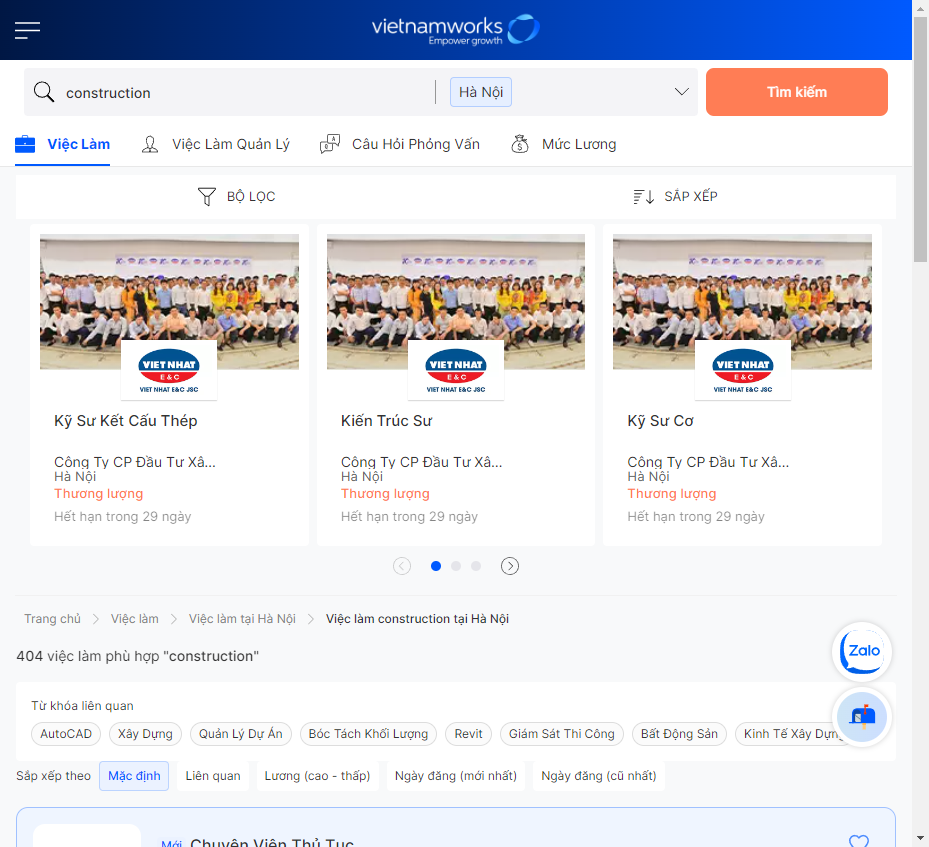 vietnamworks
Empower growth
construction
Hà Nội
Tìm kiếm
Việc Làm
Việc Làm Quản Lý
Câu Hỏi Phỏng Vấn
Mức Lương
BỘ LỌC
SẮP XẾP
VIET NHAT
E & C
VIET NHAT E&C JSC
Kỹ Sư Kết Cấu Thép
Công Ty CP Đầu Tư Xâ...
Hà Nội
Thương lượng
Hết hạn trong 29 ngày
VIET NHAT
E & C
VIET NHAT E&C JSC
Kiến Trúc Sư
Công Ty CP Đầu Tư Xâ...
Hà Nội
Thương lượng
Hết hạn trong 29 ngày
VIET NHAT
E & C
VIET NHAT E&C JSC
Kỹ Sư Cơ
Công Ty CP Đầu Tư Xâ...
Hà Nội
Thương lượng
Hết hạn trong 29 ngày
Trang chủ > Việc làm > Việc làm tại Hà Nội > Việc làm construction tại Hà Nội
404 việc làm phù hợp "construction"
Zalo
Từ khóa liên quan
AutoCAD
Xây Dựng
Quản Lý Dự Án
Bóc Tách Khối Lượng
Revit
Giám Sát Thi Công
Bất Động Sản
Kinh Tế Xây Dựng
Sắp xếp theo
Mặc định
Liên quan
Lương (cao - thấp)
Ngày đăng (mới nhất)
Ngày đăng (cũ nhất)
Mới Chuyên Viên Thủ Tục